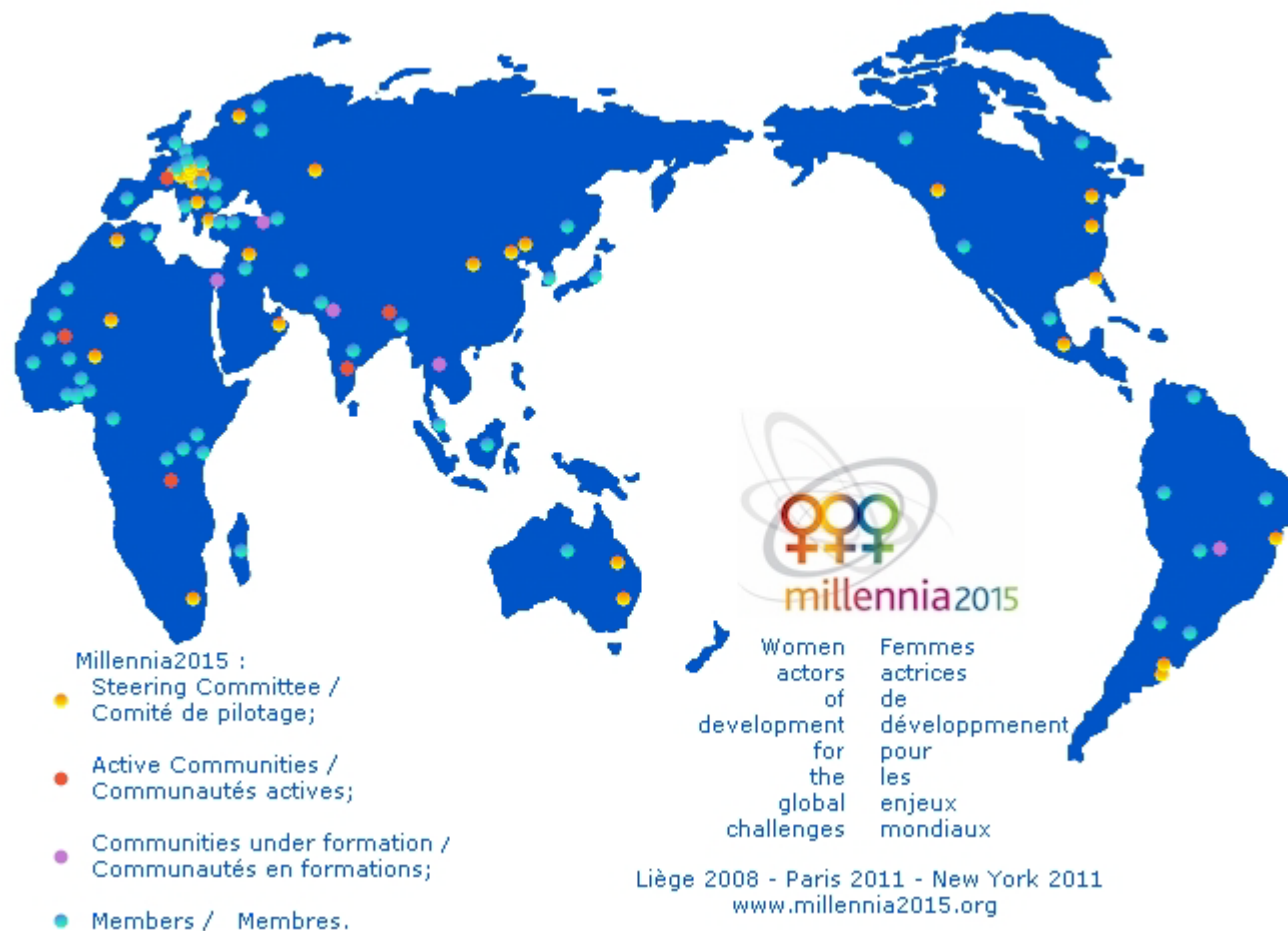 millennia2015
Women Femmes
actors actrices
of de
development développmenent
for pour
the les
global enjeux
challenges mondiaux
Millennia2015 :
Steering Committee /
Comité de pilotage;
Active Communities /
Communautés actives;
Communities under formation /
Communautés en formations;
Members / Membres.
Liège 2008 - Paris 2011 - New York 2011
www.millennia2015.org